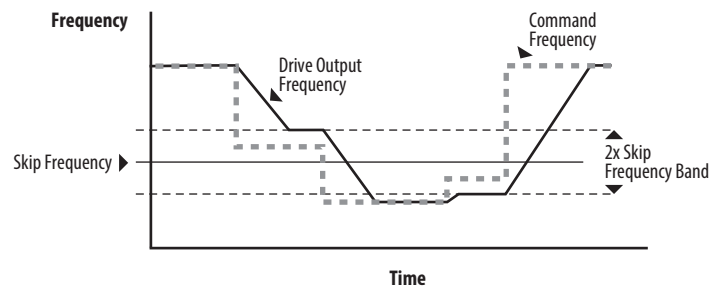 Frequency
Command
Frequency
Drive Output
Frequency
Skip Frequency
2x Skip
Frequency Band
Time